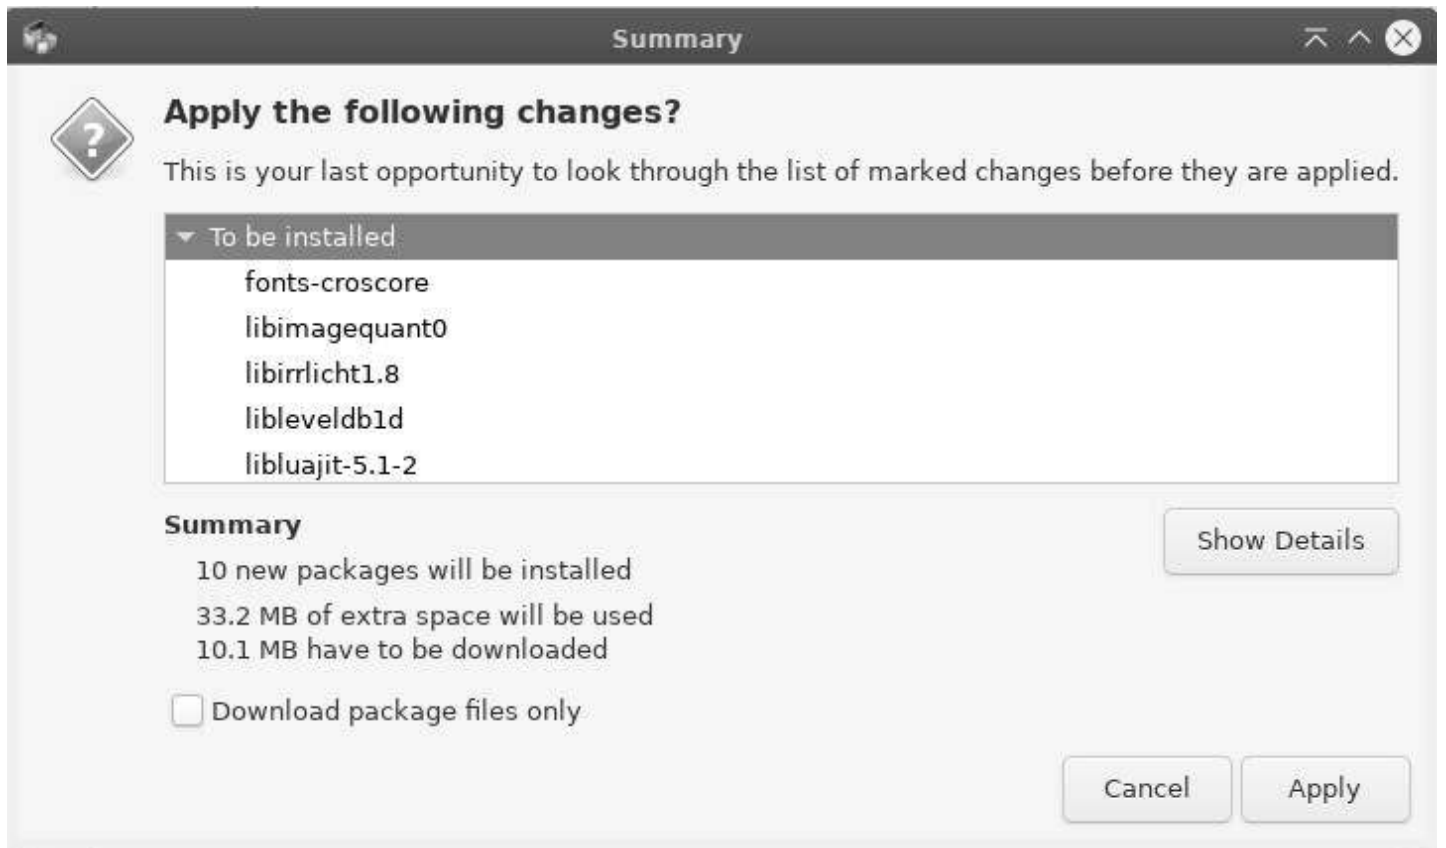 Summary
Apply the following changes?
This is your last opportunity to look through the list of marked changes before they are applied.
To be installed
fonts-croscore
libimagequant0
libirrlicht1.8
libleveldb1d
libluajit-5.1-2
Summary
Show Details
10 new packages will be installed
33.2 MB of extra space will be used
10.1 MB have to be downloaded
Download package files only
Cancel
Apply